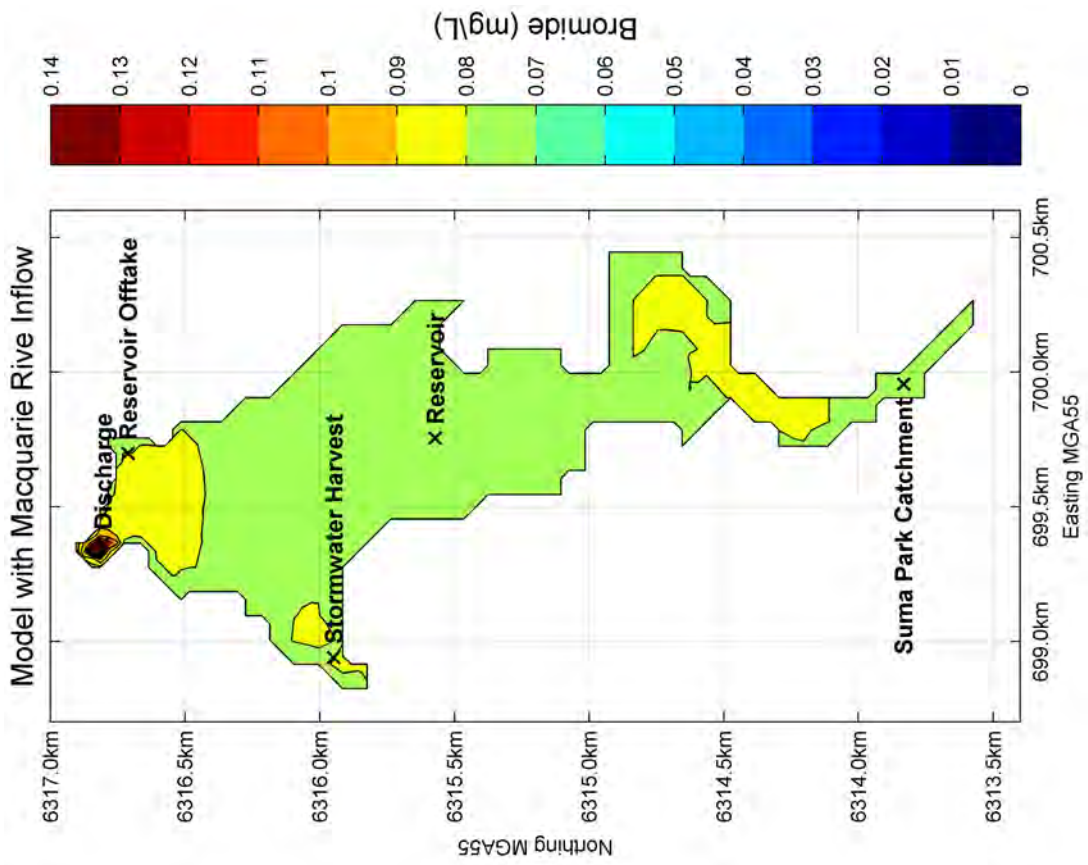 Model with Macquarie Rive Inflow
Discharge
Reservoir Offtake
Stormwater Harvest
Reservoir
Suma Park Catchment
6317.0km
6316.5km
6316.0km
6315.5km
6315.0km
6314.5km
6314.0km
6313.5km
Northing MGA55
699.0km
699.5km
700.0km
700.5km
Easting MGA55
0.14
0.13
0.12
0.11
0.1
0.09
0.08
0.07
0.06
0.05
0.04
0.03
0.02
0.01
0
Bromide (mg\L)